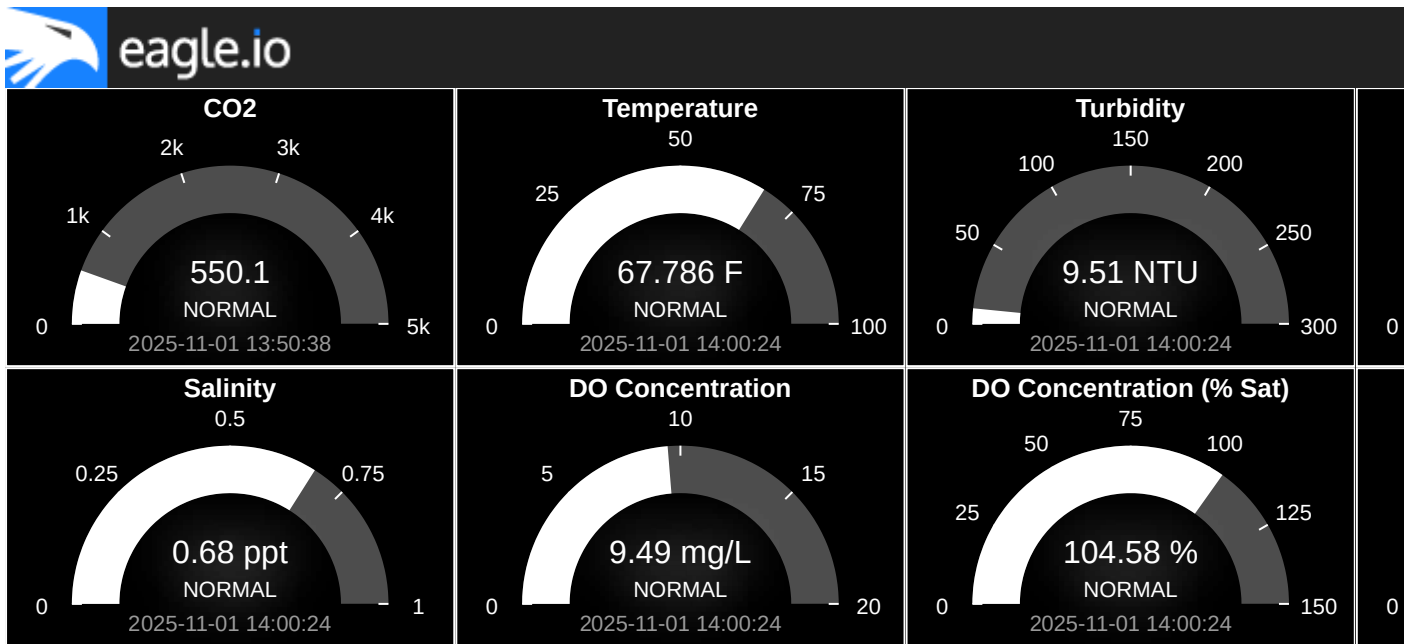 eagle.io
CO2
2k
3k
1k
4k
550.1
NORMAL
0
5k
2025-11-01 13:50:38
Temperature
50
25
75
67.786 F
NORMAL
0
100
2025-11-01 14:00:24
Turbidity
150
100
200
50
250
9.51 NTU
NORMAL
0
300
2025-11-01 14:00:24
0
Salinity
0.5
0.25
0.75
0.68 ppt
NORMAL
0
1
2025-11-01 14:00:24
DO Concentration
10
5
15
9.49 mg/L
NORMAL
0
20
2025-11-01 14:00:24
DO Concentration (% Sat)
75
50
100
25
125
104.58 %
NORMAL
0
150
2025-11-01 14:00:24
0